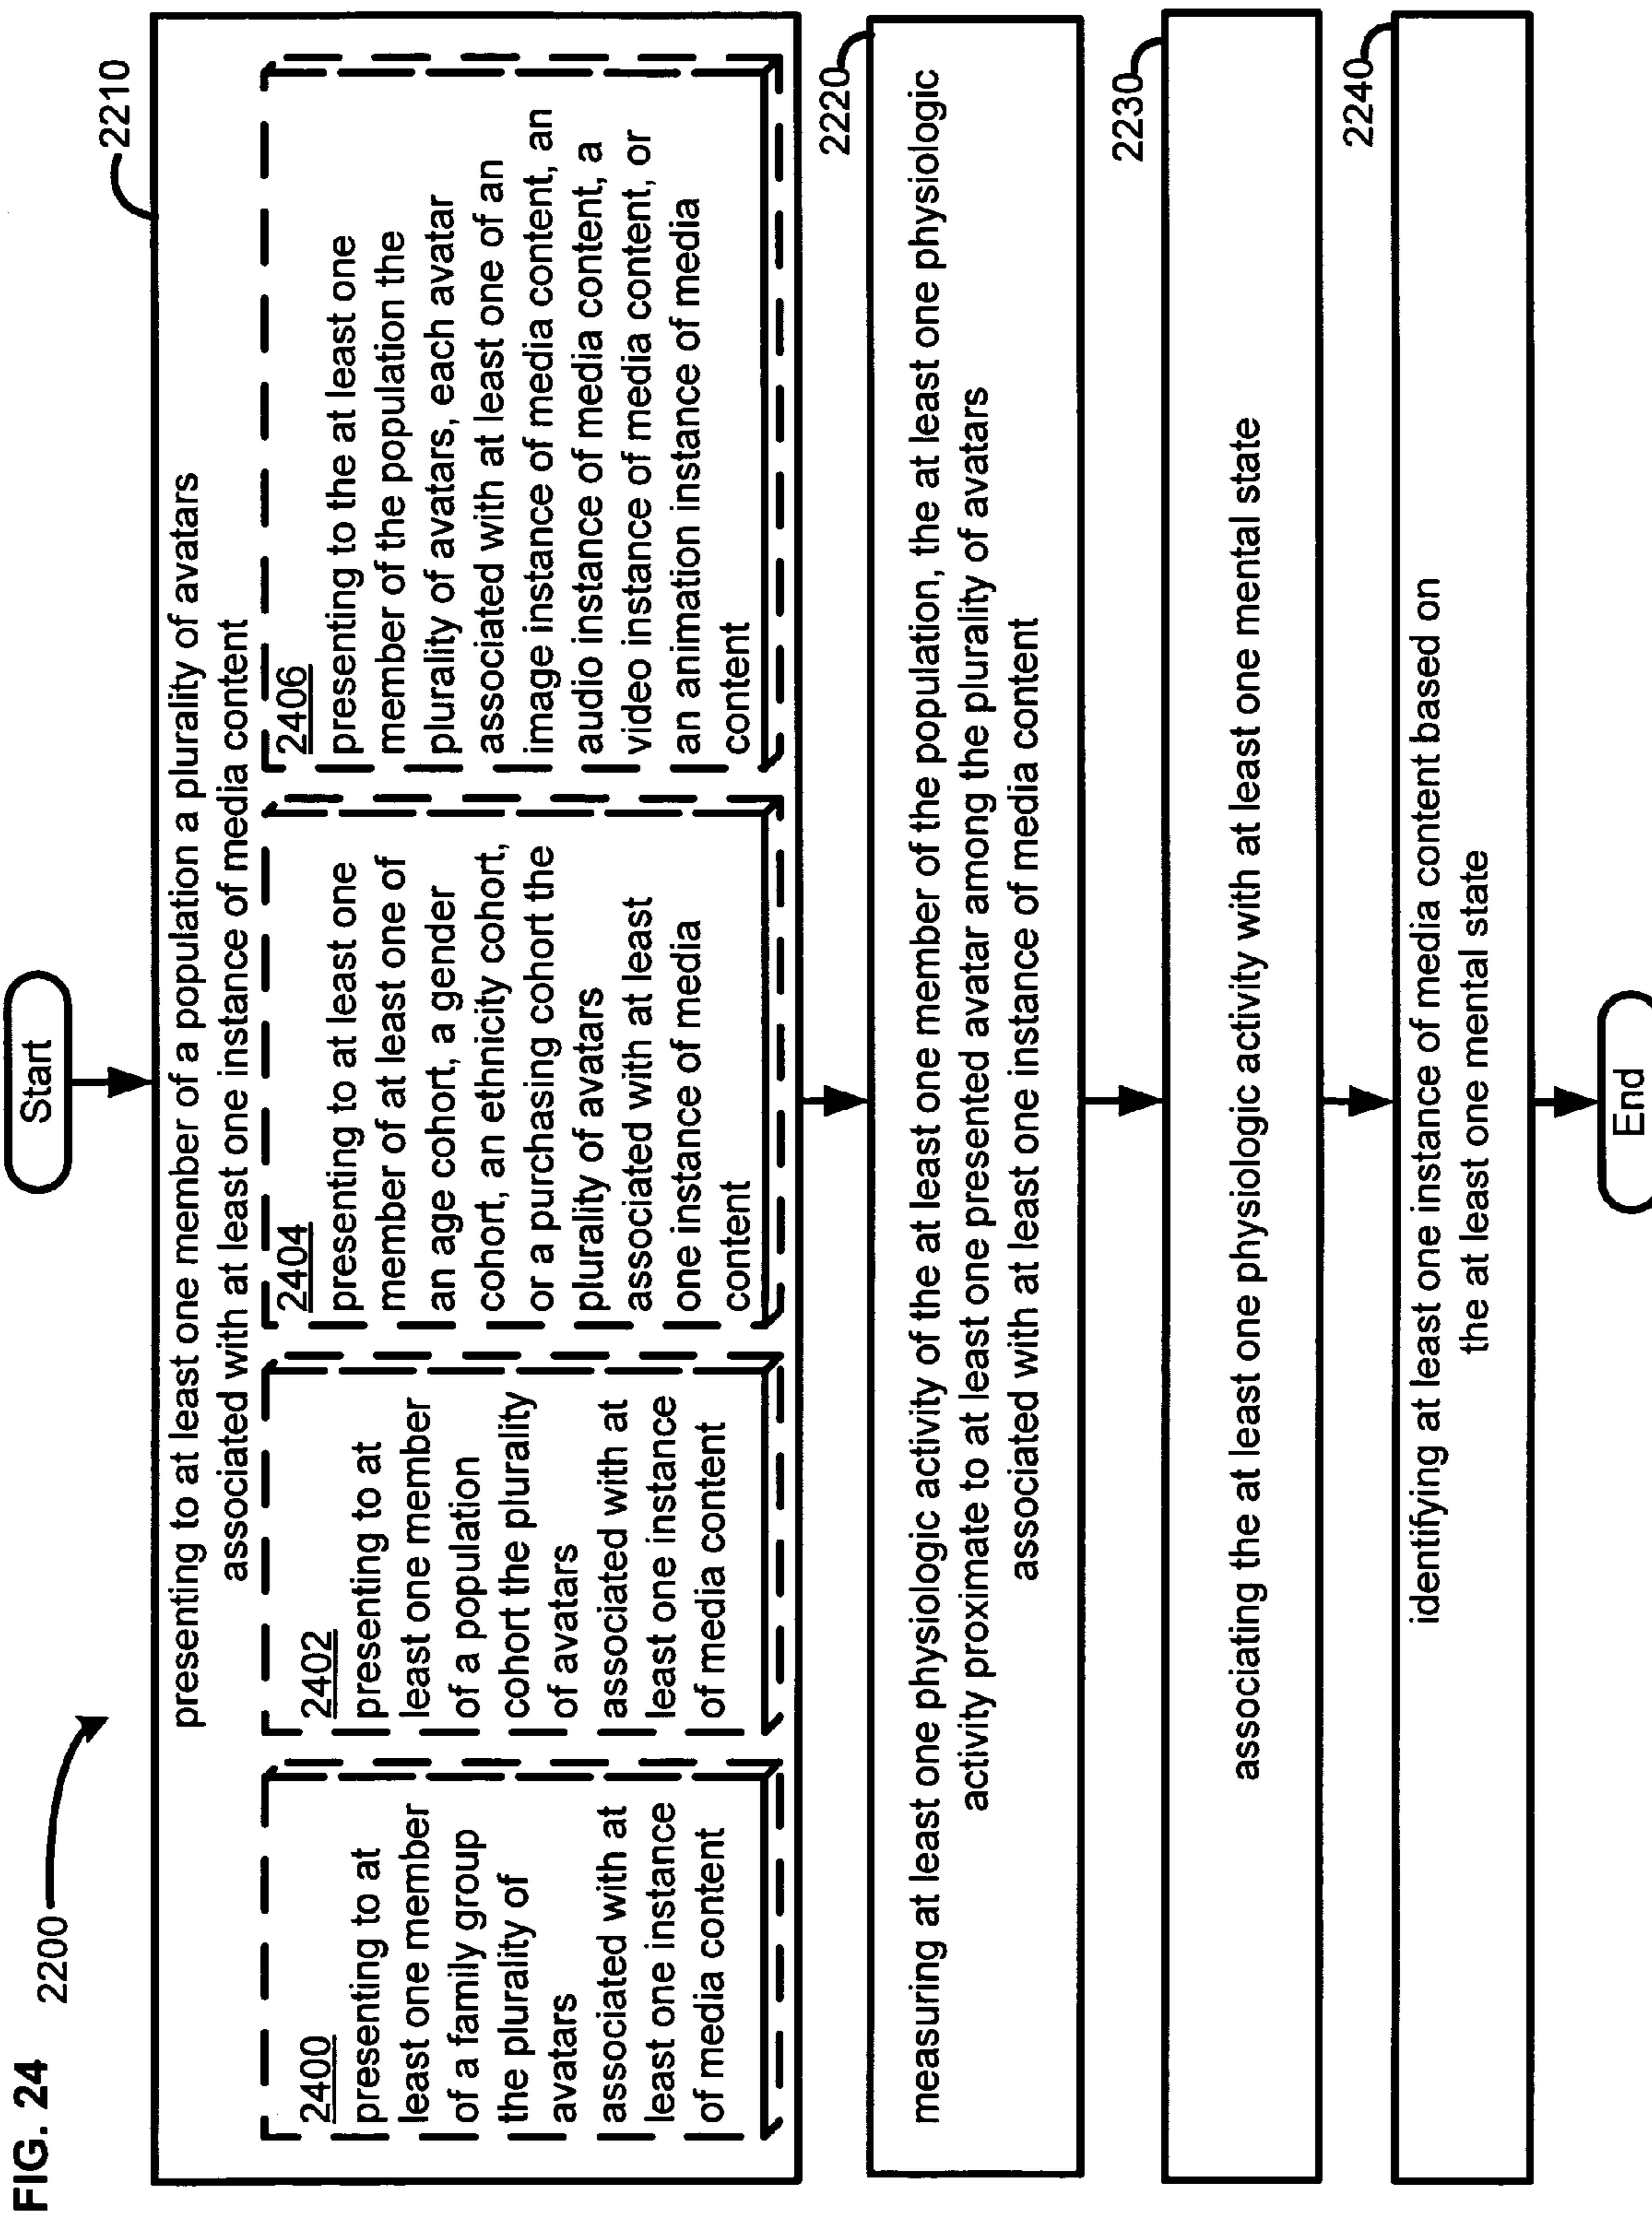 FIG. 24
2200
Start
2210
presenting to at least one member of a population a plurality of avatars
associated with at least one instance of media content
2400
presenting to at
least one member
of a family group
the plurality of
avatars
associated with at
least one instance
of media content
2402
presenting to at
least one member
of a population
cohort the plurality
of avatars
associated with at
least one instance
of media content
2404
presenting to at least one
member of at least one of
an age cohort, a gender
cohort, an ethnicity cohort,
or a purchasing cohort the
plurality of avatars
associated with at least
one instance of media
content
2406
presenting to the at least one
member of the population the
plurality of avatars, each avatar
associated with at least one of an
image instance of media content, an
audio instance of media content, a
video instance of media content, or
an animation instance of media
content
2220
measuring at least one physiologic activity of the at least one member of the population, the at least one physiologic
activity proximate to at least one presented avatar among the plurality of avatars
associated with at least one instance of media content
2230
associating the at least one physiologic activity with at least one mental state
2240
identifying at least one instance of media content based on
the at least one mental state
End